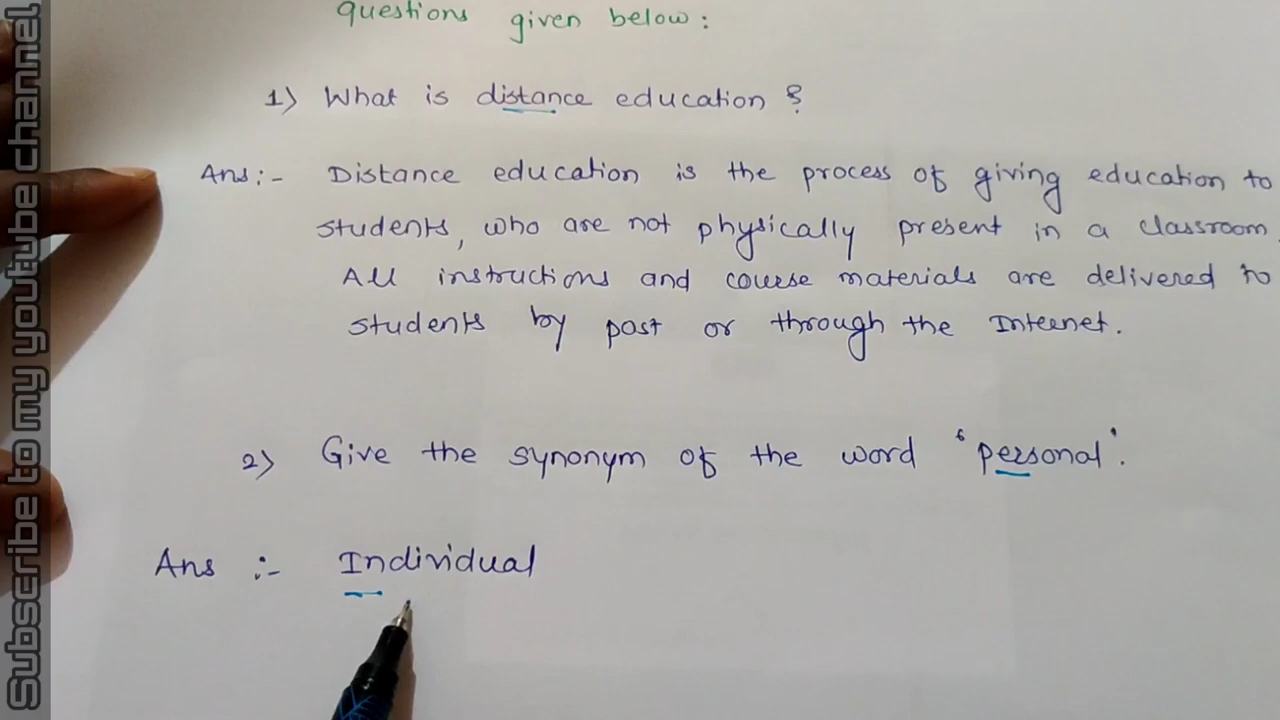 questions given below:
1) What is distance education ?
Ans:- Distance education is the process of giving education to
students, who are not physically present in a classroom.
All instructions and course materials are delivered to
students by post or through the Internet.
2) Give the synonym of the word 'personal'.
Ans :- Individual
Subscribe to my youtube channel